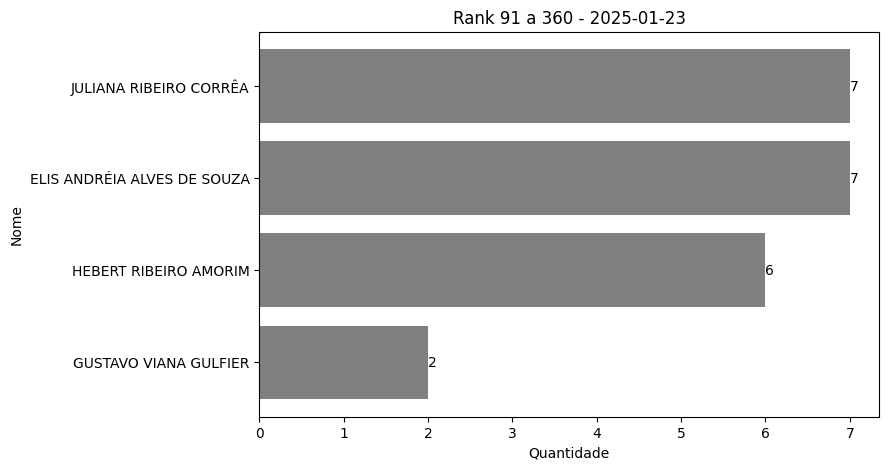 Rank 91 a 360 - 2025-01-23
Nome
JULIANA RIBEIRO CORRÊA
7
ELIS ANDRÉIA ALVES DE SOUZA
7
HEBERT RIBEIRO AMORIM
6
GUSTAVO VIANA GULFIER
2
0 1 2 3 4 5 6 7
Quantidade